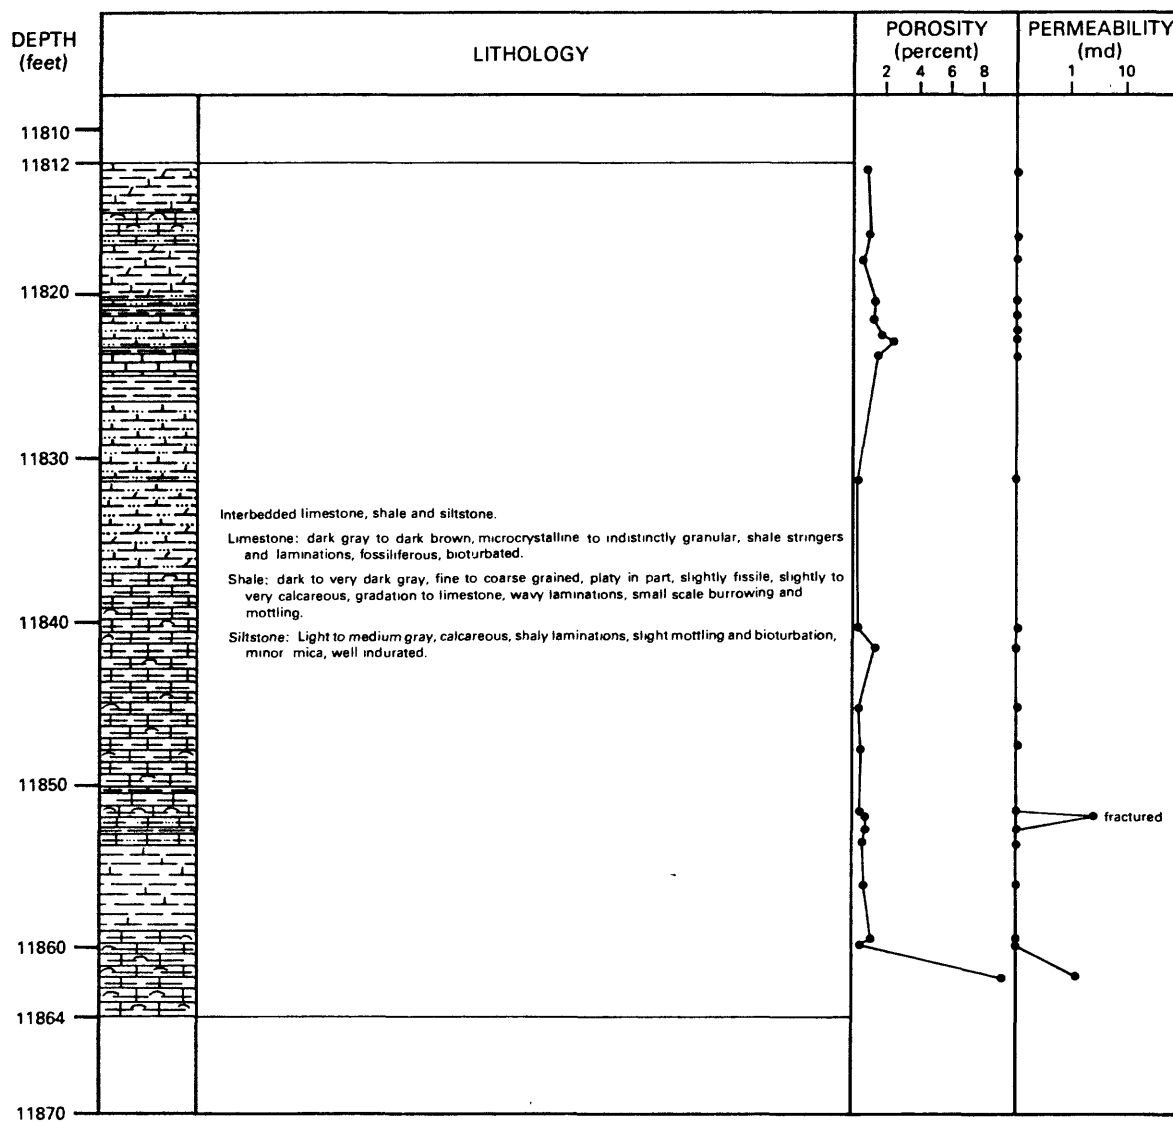 DEPTH
(feet)
LITHOLOGY
POROSITY
(percent)
2 4 6 8
PERMEABILITY
(md)
1 10
11810
11812
11820
11830
Interbedded limestone, shale and siltstone.
Limestone: dark gray to dark brown, microcrystalline to indistinctly granular, shale stringers
and laminations, fossiliferous, bioturbated.
Shale: dark to very dark gray, fine to coarse grained, platy in part, slightly fissile, slightly to
very calcareous, gradation to limestone, wavy laminations, small scale burrowing and
mottling.
11840
Siltstone: Light to medium gray, calcareous, shaly laminations, slight mottling and bioturbation,
minor mica, well indurated.
11850
fractured
11860
11864
11870